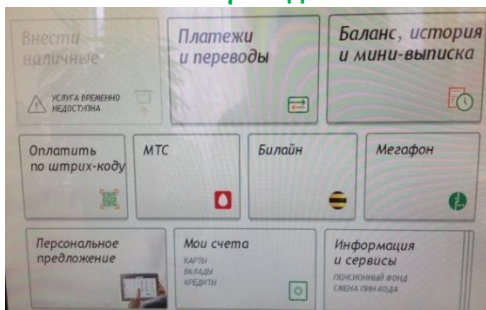 Внести
наличные
УСЛУГА ВРЕМЕННО
НЕДОСТУПНА
Платежи
и переводы
Баланс, история
и мини-выписка
Оплатить
по штрих-коду
МТС
Билайн
Мегафон
Персональное
предложение
Мои счета
КАРТЫ
ВКЛАДЫ
КРЕДИТЫ
Информация
и сервисы
ПЕНСИОННЫЙ ФОНД
СМЕНА ПИН-КОДА